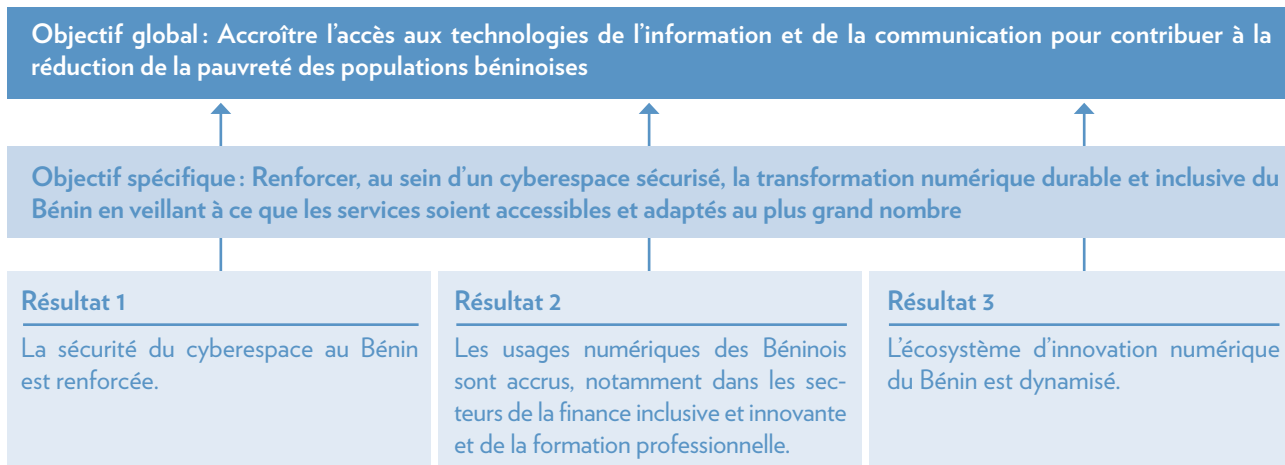 Objectif global : Accroître l’accès aux technologies de l’information et de la communication pour contribuer à la
réduction de la pauvreté des populations béninoises
Objectif spécifique : Renforcer, au sein d’un cyberespace sécurisé, la transformation numérique durable et inclusive du
Bénin en veillant à ce que les services soient accessibles et adaptés au plus grand nombre
Résultat 1
La sécurité du cyberespace au Bénin
est renforcée.
Résultat 2
Les usages numériques des Béninois
sont accrus, notamment dans les sec-
teurs de la finance inclusive et innovante
et de la formation professionnelle.
Résultat 3
L’écosystème d’innovation numérique
du Bénin est dynamisé.